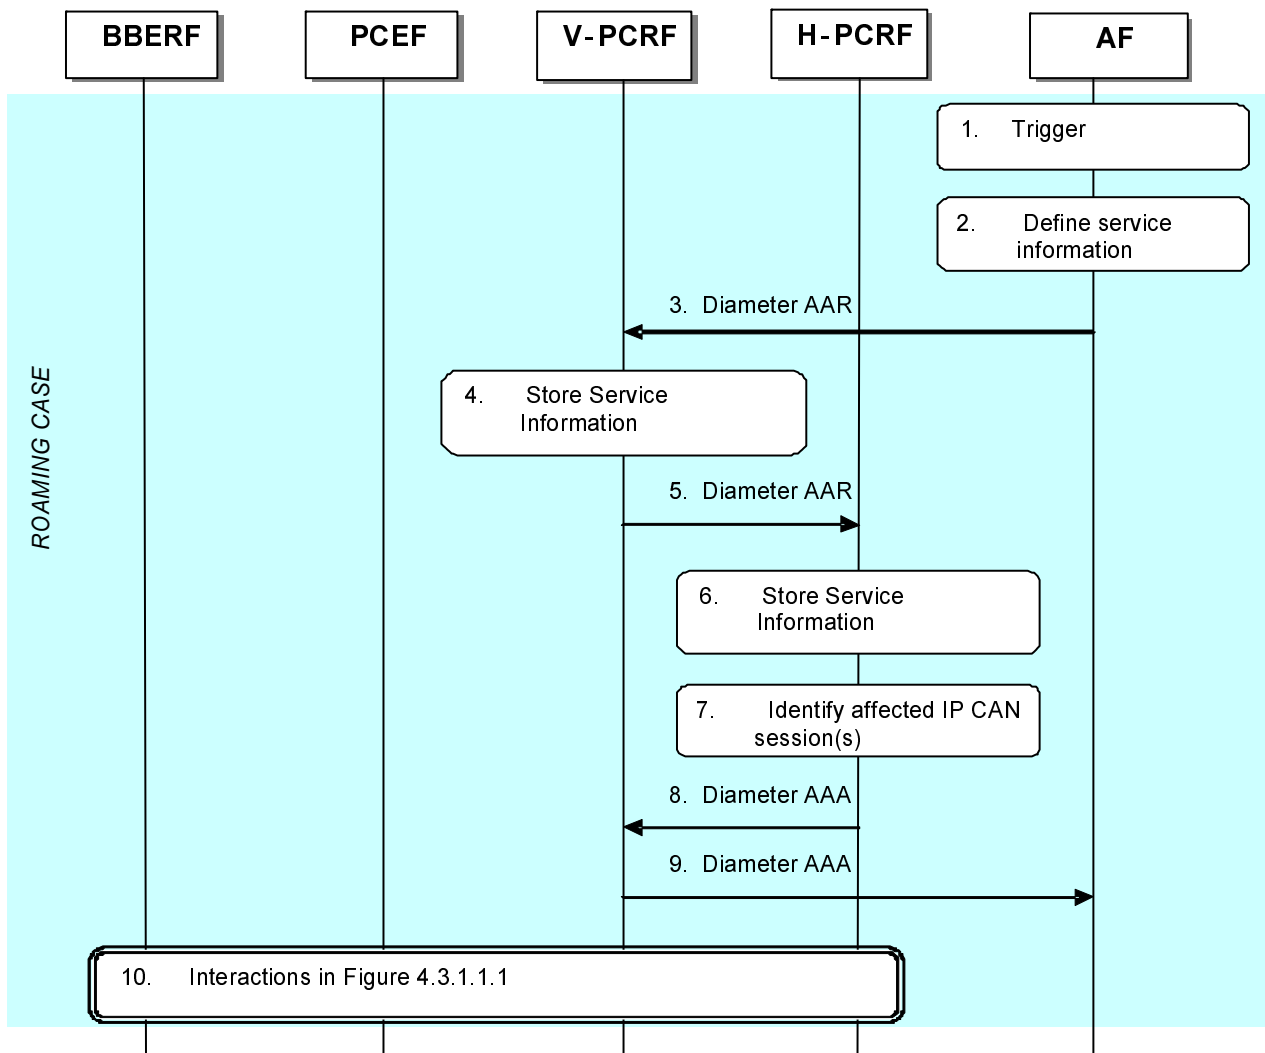 BBERF
PCEF
V-PCRF
H-PCRF
AF
1. Trigger
2. Define service
information
3. Diameter AAR
ROAMING CASE
4. Store Service
Information
5. Diameter AAR
6. Store Service
Information
7. Identify affected IP CAN
session(s)
8. Diameter AAA
9. Diameter AAA
10. Interactions in Figure 4.3.1.1.1